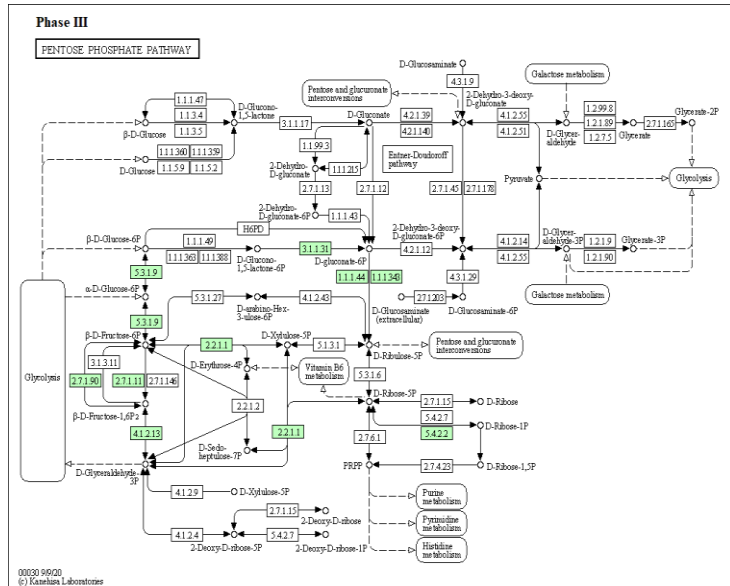 Phase III
PENTOSE PHOSPHATE PATHWAY
D-Glucosaminate
4.3.1.9
Pentose and glucuronate
interconversions
2-Dehydro-3-deoxy-
D-gluconate
Galactose metabolism
1.1.1.47
1.1.3.4
1.1.3.5
β-D-Glucose
D-Glucono-
1,5-lactone
3.1.1.17
D-Gluconate
4.2.1.39
4.2.1.140
4.1.2.55
4.1.2.51
D-Glycer-
aldehyde
1.2.99.8
1.2.1.89
1.2.7.5
Glycerate
2.7.1.165
Glycerate-2P
1.1.1.360
1.1.1.359
1.1.5.9
1.1.5.2
D-Glucose
1.1.99.3
2-Dehydro-
D-gluconate
1.1.1.215
Entner-Doudoroff
pathway
2.7.1.13
2.7.1.12
2.7.1.45
2.7.1.178
Pyruvate
Glycolysis
2-Dehydro-
D-gluconate-6P
1.1.1.43
H6PD
β-D-Glucose-6P
1.1.1.49
1.1.1.363
1.1.1.388
D-Glucono-
1,5-lactone-6P
3.1.1.31
D-gluconate-6P
4.2.1.12
2-Dehydro-3-deoxy-
D-gluconate-6P
4.1.2.14
4.1.2.55
D-Glycer-
aldehyde-3P
1.2.1.9
1.2.1.90
Glycerate-3P
5.3.1.9
1.1.1.44
1.1.1.343
4.3.1.29
α-D-Glucose-6P
5.3.1.27
D-arabino-Hex-
3-ulose-6P
4.1.2.43
D-Glucosaminate
(extracellular)
2.7.1.203
D-Glucosaminate-6P
Galactose metabolism
5.3.1.9
β-D-Fructose-6P
2.2.1.1
D-Xylulose-5P
5.1.3.1
D-Ribulose-5P
Pentose and glucuronate
interconversions
Glycolysis
3.1.3.11
2.7.1.90
2.7.1.11
2.7.1.146
D-Erythrose-4P
Vitamin B6
metabolism
5.3.1.6
β-D-Fructose-1,6P2
2.2.1.2
D-Ribose-5P
2.7.1.15
D-Ribose
5.4.2.7
5.4.2.2
D-Ribose-1P
4.1.2.13
2.2.1.1
D-Sedo-
heptulose-7P
2.7.6.1
D-Glyceraldehyde-
3P
PRPP
2.7.4.23
D-Ribose-1,5P
4.1.2.9
D-Xylulose-5P
Purine
metabolism
2.7.1.15
2-Deoxy-D-ribose
Pyrimidine
metabolism
4.1.2.4
2-Deoxy-D-ribose-5P
5.4.2.7
2-Deoxy-D-ribose-1P
Histidine
metabolism
00030 9/9/20
(c) Kanehisa Laboratories